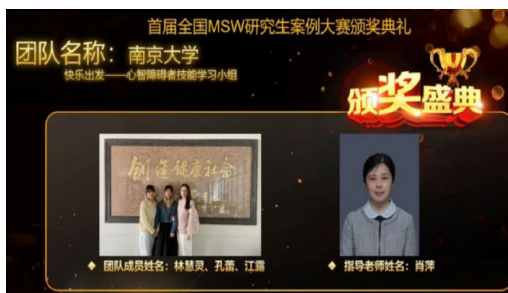 首届全国MSW研究生案例大赛颁奖典礼
团队名称：南京大学
快乐出发——心智障碍者技能学习小组
颁奖盛典
创造健康社会
团队成员姓名：林慧灵、孔蕾、江露
指导老师姓名：肖萍